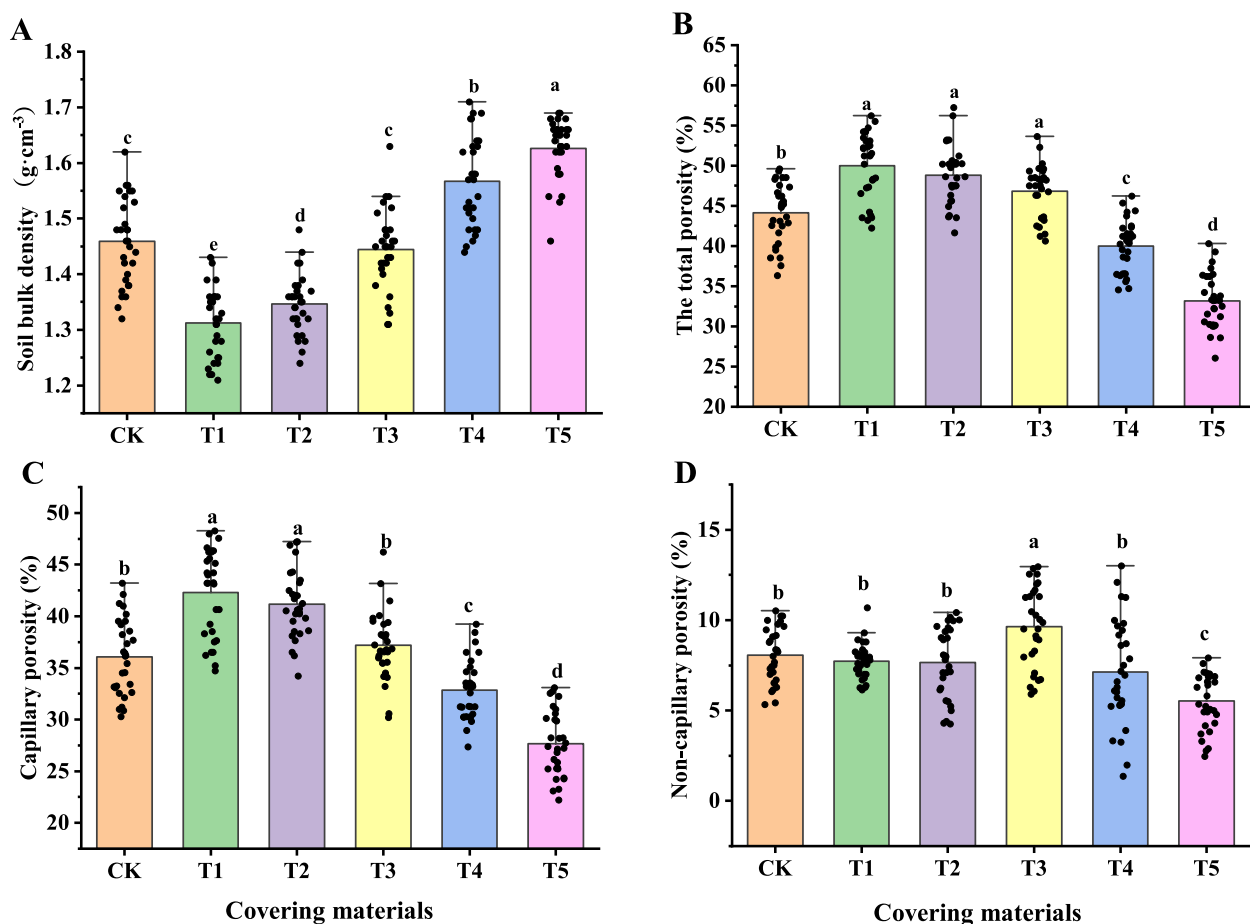 A
Soil bulk density (g·cm⁻³)
1.8
1.7
1.6
1.5
1.4
1.3
1.2
c
e
d
c
b
a
CK T1 T2 T3 T4 T5
B
The total porosity (%)
65
60
55
50
45
40
35
30
25
20
b
a
a
a
c
d
CK T1 T2 T3 T4 T5
C
Capillary porosity (%)
50
45
40
35
30
25
20
b
a
a
b
c
d
CK T1 T2 T3 T4 T5
Covering materials
D
Non-capillary porosity (%)
15
10
5
0
b
b
b
a
b
c
CK T1 T2 T3 T4 T5
Covering materials